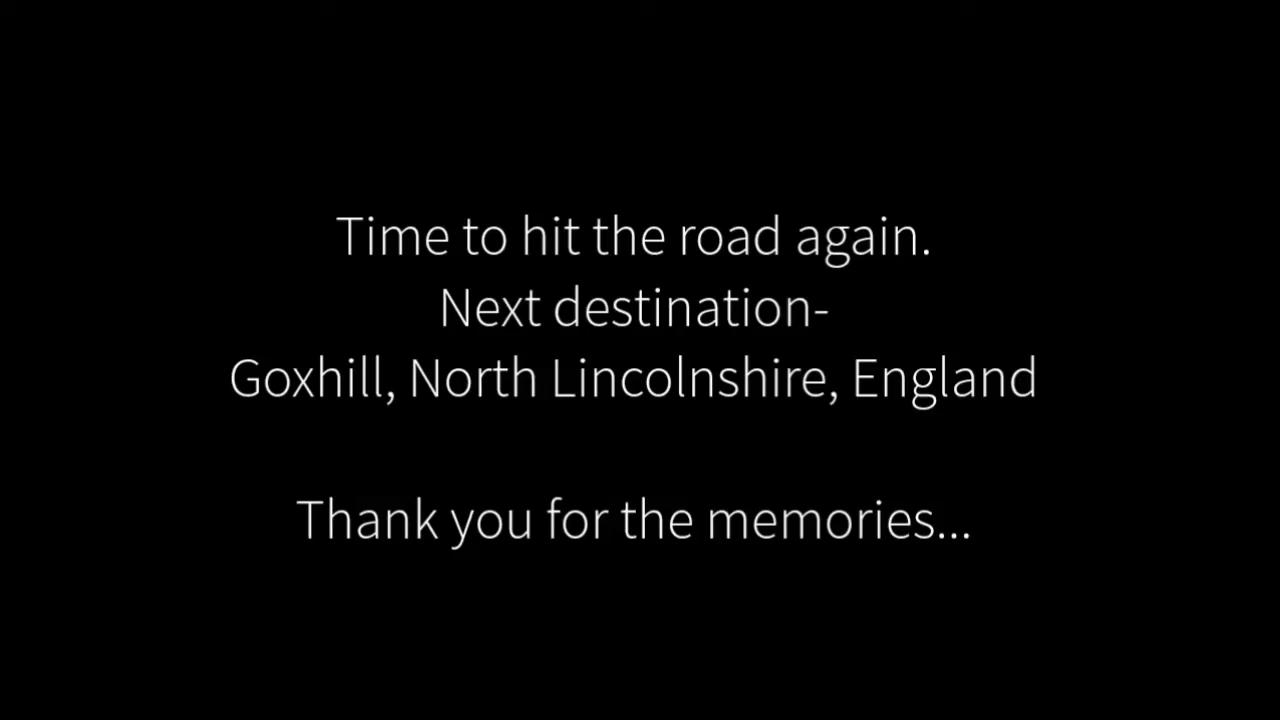 Time to hit the road again.
Next destination-
Goxhill, North Lincolnshire, England
Thank you for the memories...